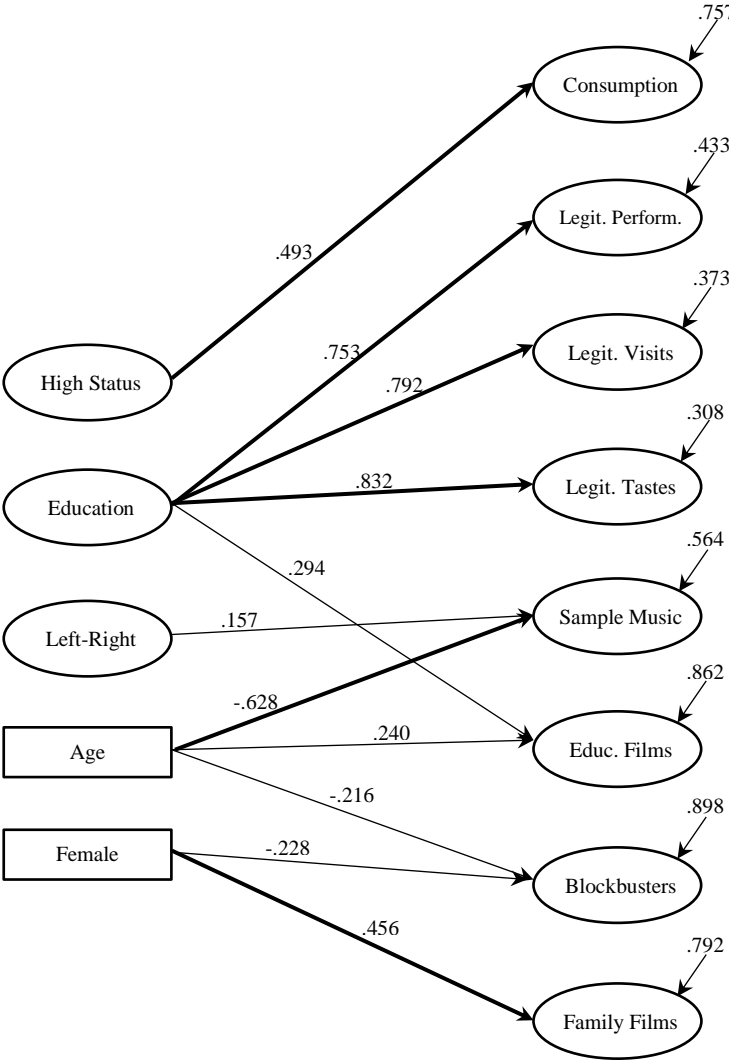 .757
Consumption
.433
Legit. Perform.
.493
.373
.753
Legit. Visits
High Status
.792
.308
.832
Legit. Tastes
Education
.564
.294
Sample Music
.157
Left-Right
.862
-.628
.240
Educ. Films
Age
-.216
.898
-.228
Female
Blockbusters
.456
.792
Family Films